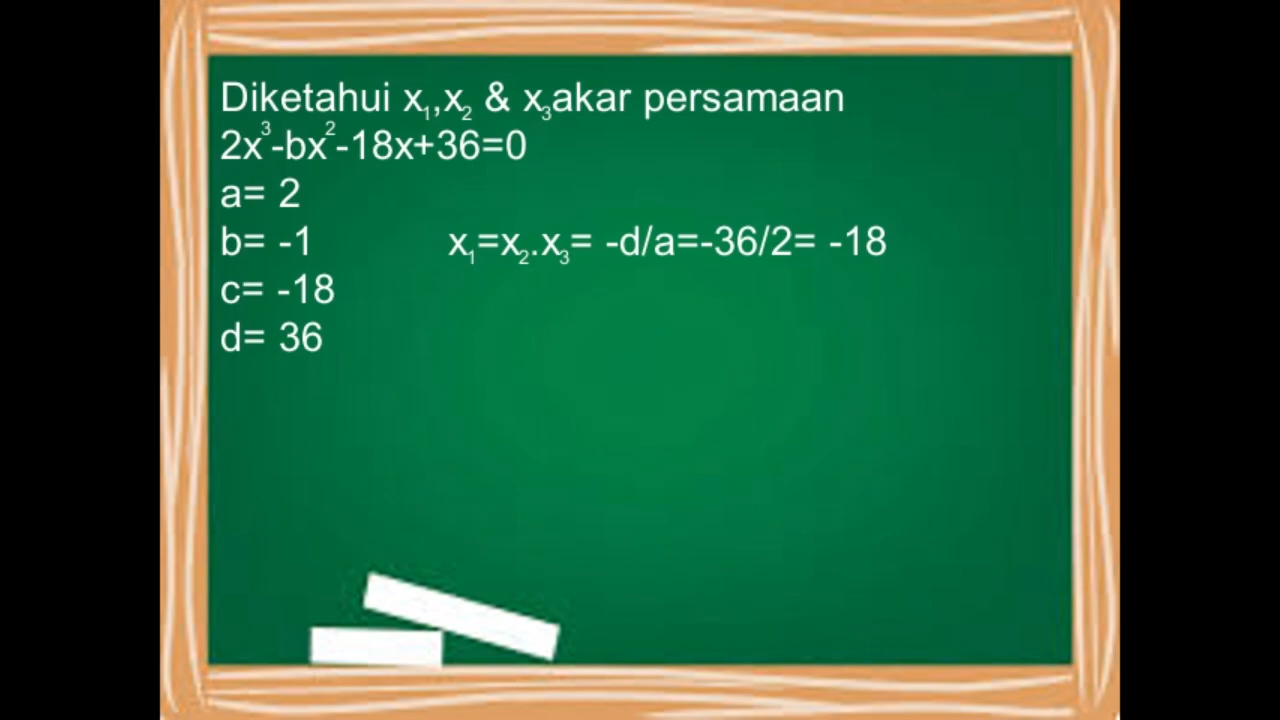 Diketahui x₁,x₂ & x₃akar persamaan
2x³-bx²-18x+36=0
a= 2
b= -1 x₁=x₂.x₃= -d/a=-36/2= -18
c= -18
d= 36